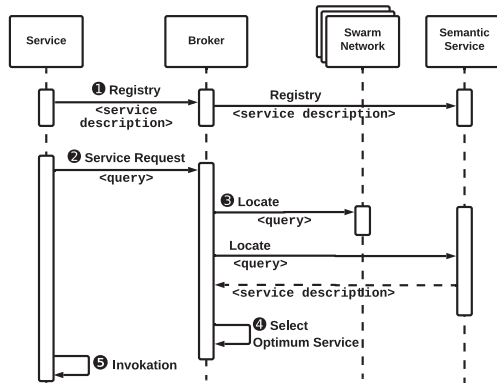 Service
Broker
Swarm
Network
Semantic
Service
❶ Registry
<service
description>
Registry
<service description>
❷ Service Request
<query>
❸ Locate
<query>
Locate
<query>
<service description>
❹ Select
Optimum Service
❺ Invokation